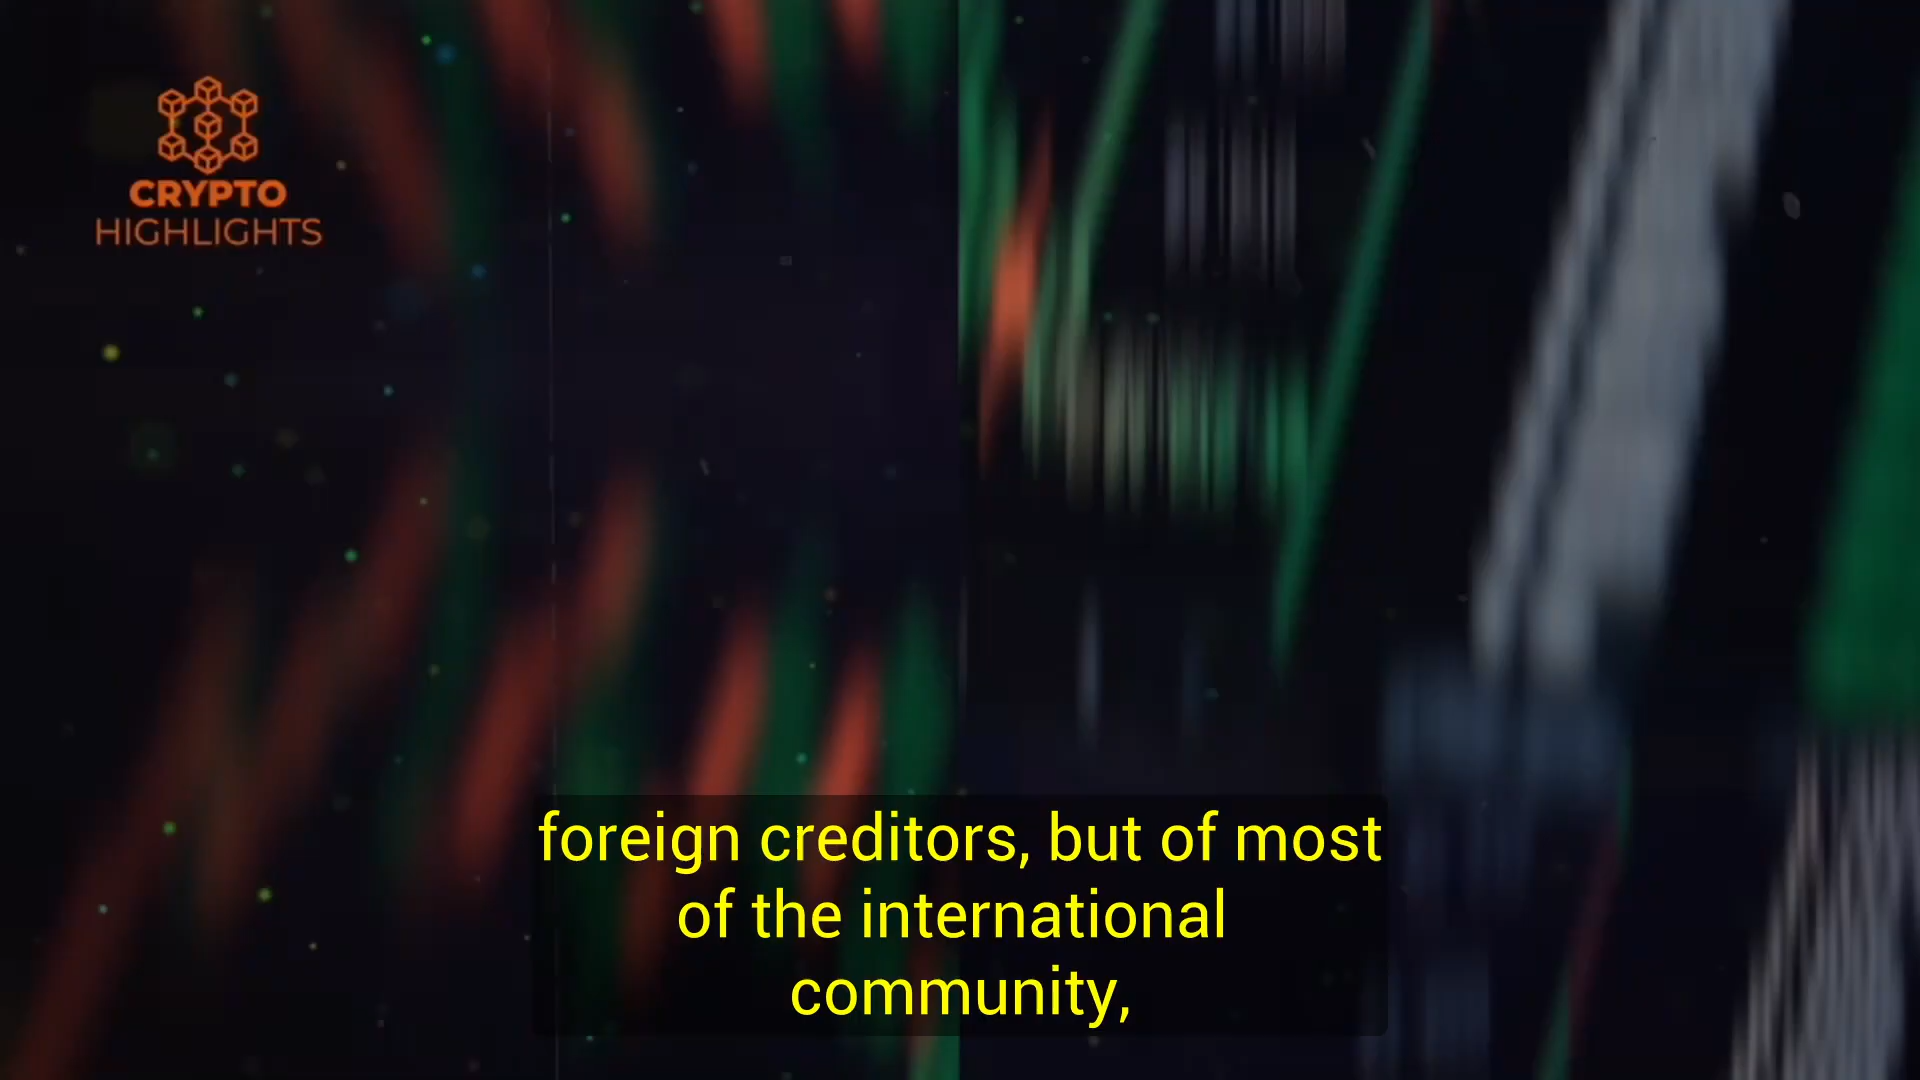 CRYPTO
HIGHLIGHTS
foreign creditors, but of most
of the international
community,